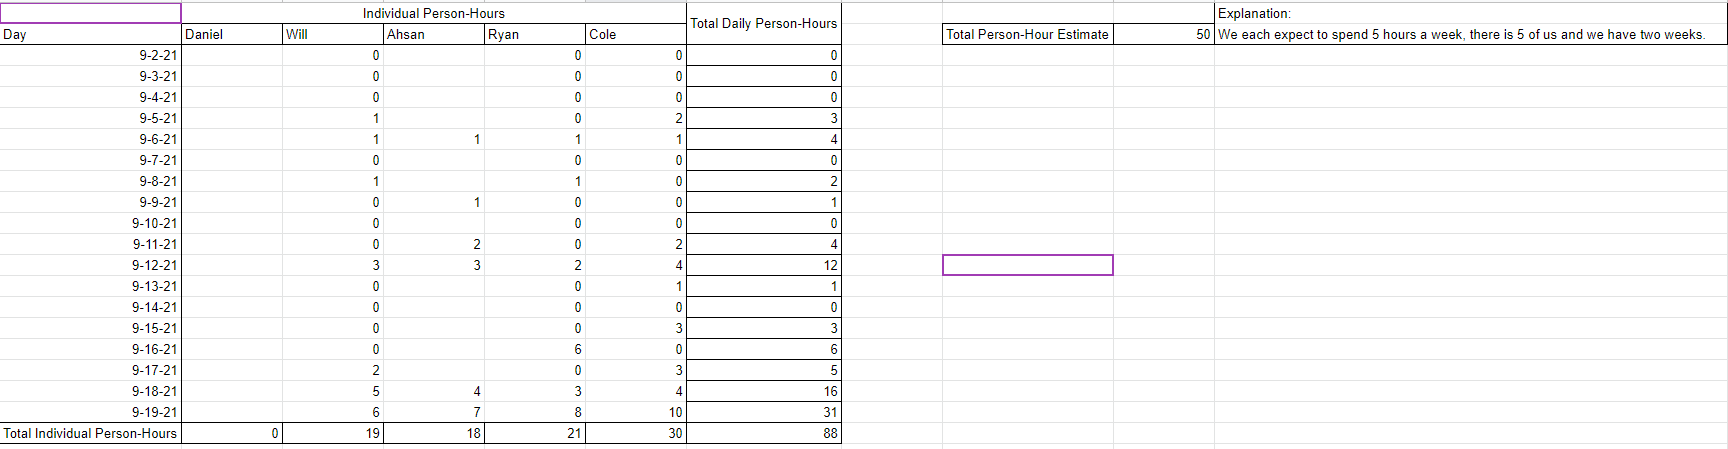 Individual Person-Hours Total Daily Person-Hours Explanation:
Day Daniel Will Ahsan Ryan Cole Total Person-Hour Estimate 50 We each expect to spend 5 hours a week, there is 5 of us and we have two weeks.
9-2-21 0 0 0 0
9-3-21 0 0 0 0
9-4-21 0 0 0 0
9-5-21 1 0 2 3
9-6-21 1 1 1 1 4
9-7-21 0 0 0 0
9-8-21 1 1 0 2
9-9-21 0 1 0 0 1
9-10-21 0 0 0 0
9-11-21 0 2 0 2 4
9-12-21 3 3 2 4 12
9-13-21 0 0 1 1
9-14-21 0 0 0 0
9-15-21 0 0 3 3
9-16-21 0 6 0 6
9-17-21 2 0 3 5
9-18-21 5 4 3 4 16
9-19-21 6 7 8 10 31
Total Individual Person-Hours 0 19 18 21 30 88